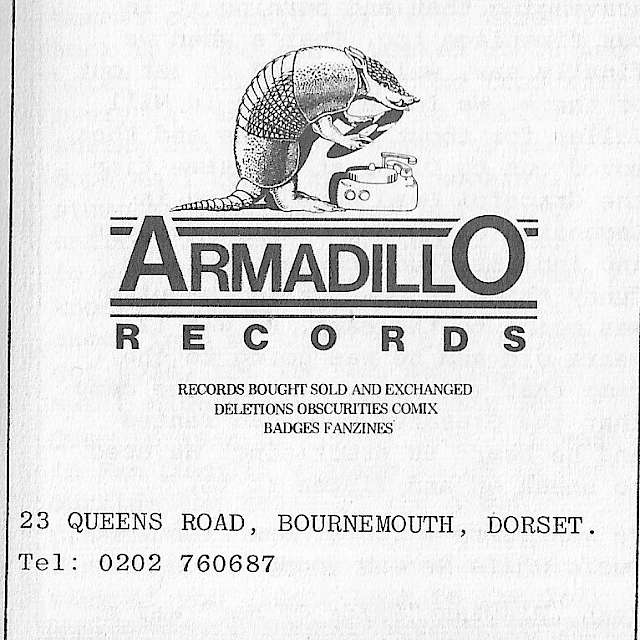 ARMADILLO
RECORDS
RECORDS BOUGHT SOLD AND EXCHANGED
DELETIONS OBSCURITIES COMIX
BADGES FANZINES
23 QUEENS ROAD, BOURNEMOUTH, DORSET.
Tel: 0202 760687